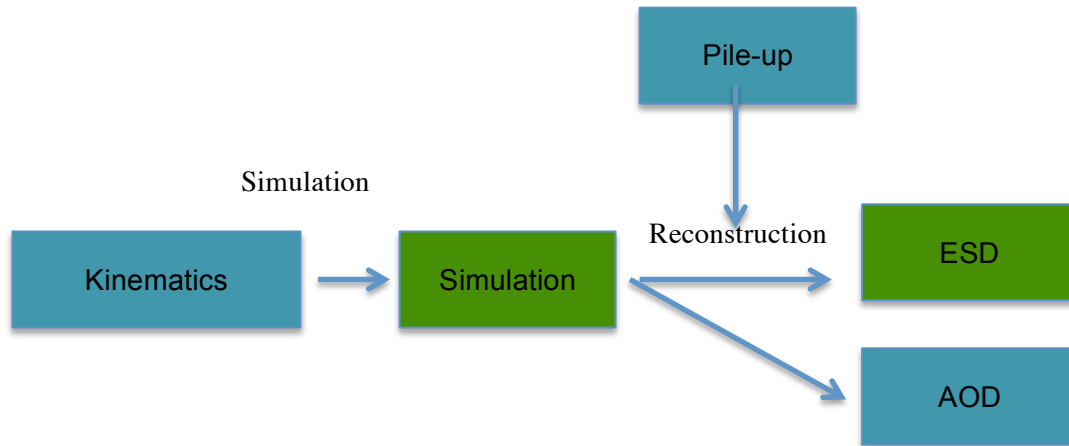 Pile-up
Simulation
Reconstruction
Kinematics
Simulation
ESD
AOD